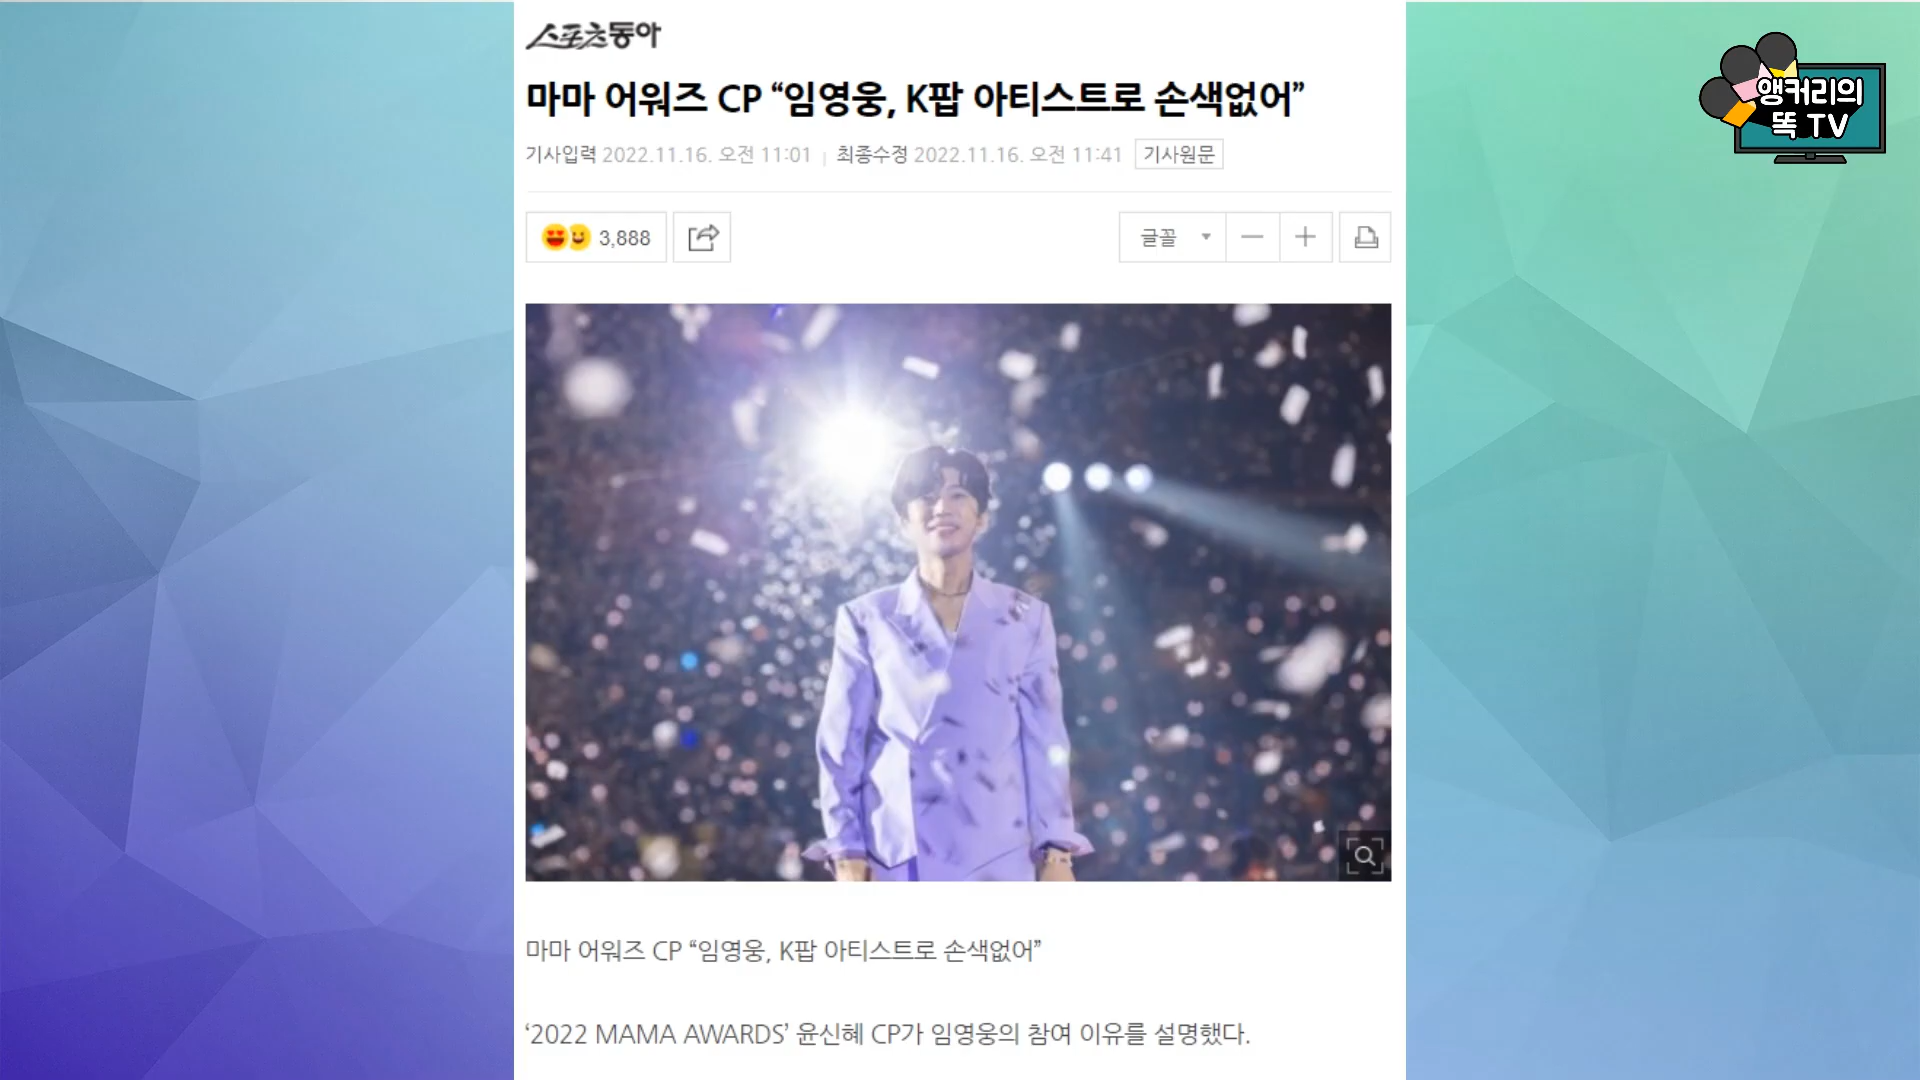 스포츠동아
앵커리의
똑 TV
마마 어워즈 CP “임영웅, K팝 아티스트로 손색없어”
기사입력 2022.11.16. 오전 11:01 | 최종수정 2022.11.16. 오전 11:41 기사원문
3,888
글꼴
마마 어워즈 CP “임영웅, K팝 아티스트로 손색없어”
‘2022 MAMA AWARDS’ 윤신혜 CP가 임영웅의 참여 이유를 설명했다.